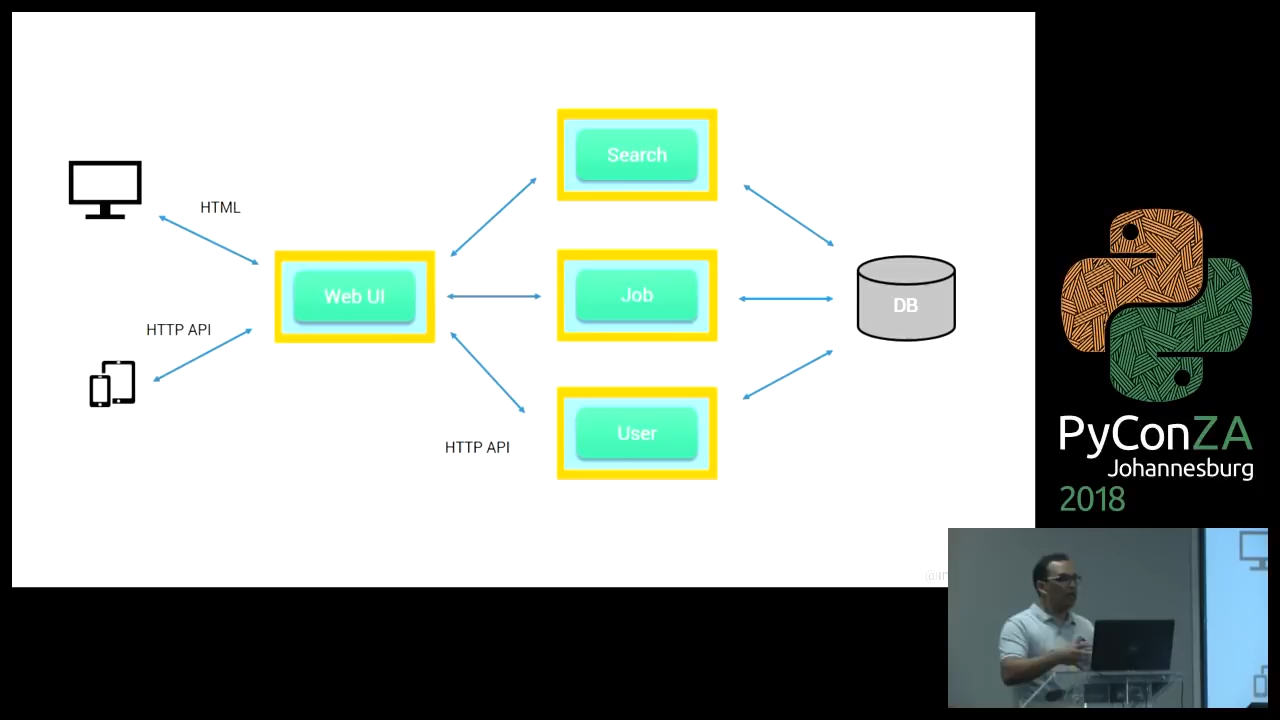 Search
HTML
Web UI
Job
DB
HTTP API
User
HTTP API
PyConZA
Johannesburg
2018